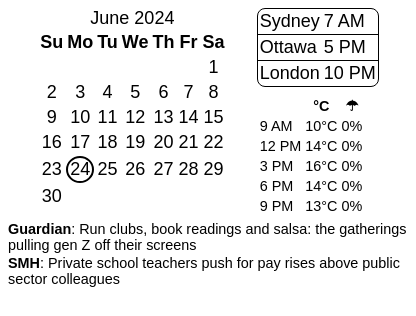 June 2024
Su Mo Tu We Th Fr Sa
1
2 3 4 5 6 7 8
9 10 11 12 13 14 15
16 17 18 19 20 21 22
23 24 25 26 27 28 29
30
Sydney 7 AM
Ottawa 5 PM
London 10 PM
°C ☂
9 AM 10°C 0%
12 PM 14°C 0%
3 PM 16°C 0%
6 PM 14°C 0%
9 PM 13°C 0%
Guardian: Run clubs, book readings and salsa: the gatherings
pulling gen Z off their screens
SMH: Private school teachers push for pay rises above public
sector colleagues